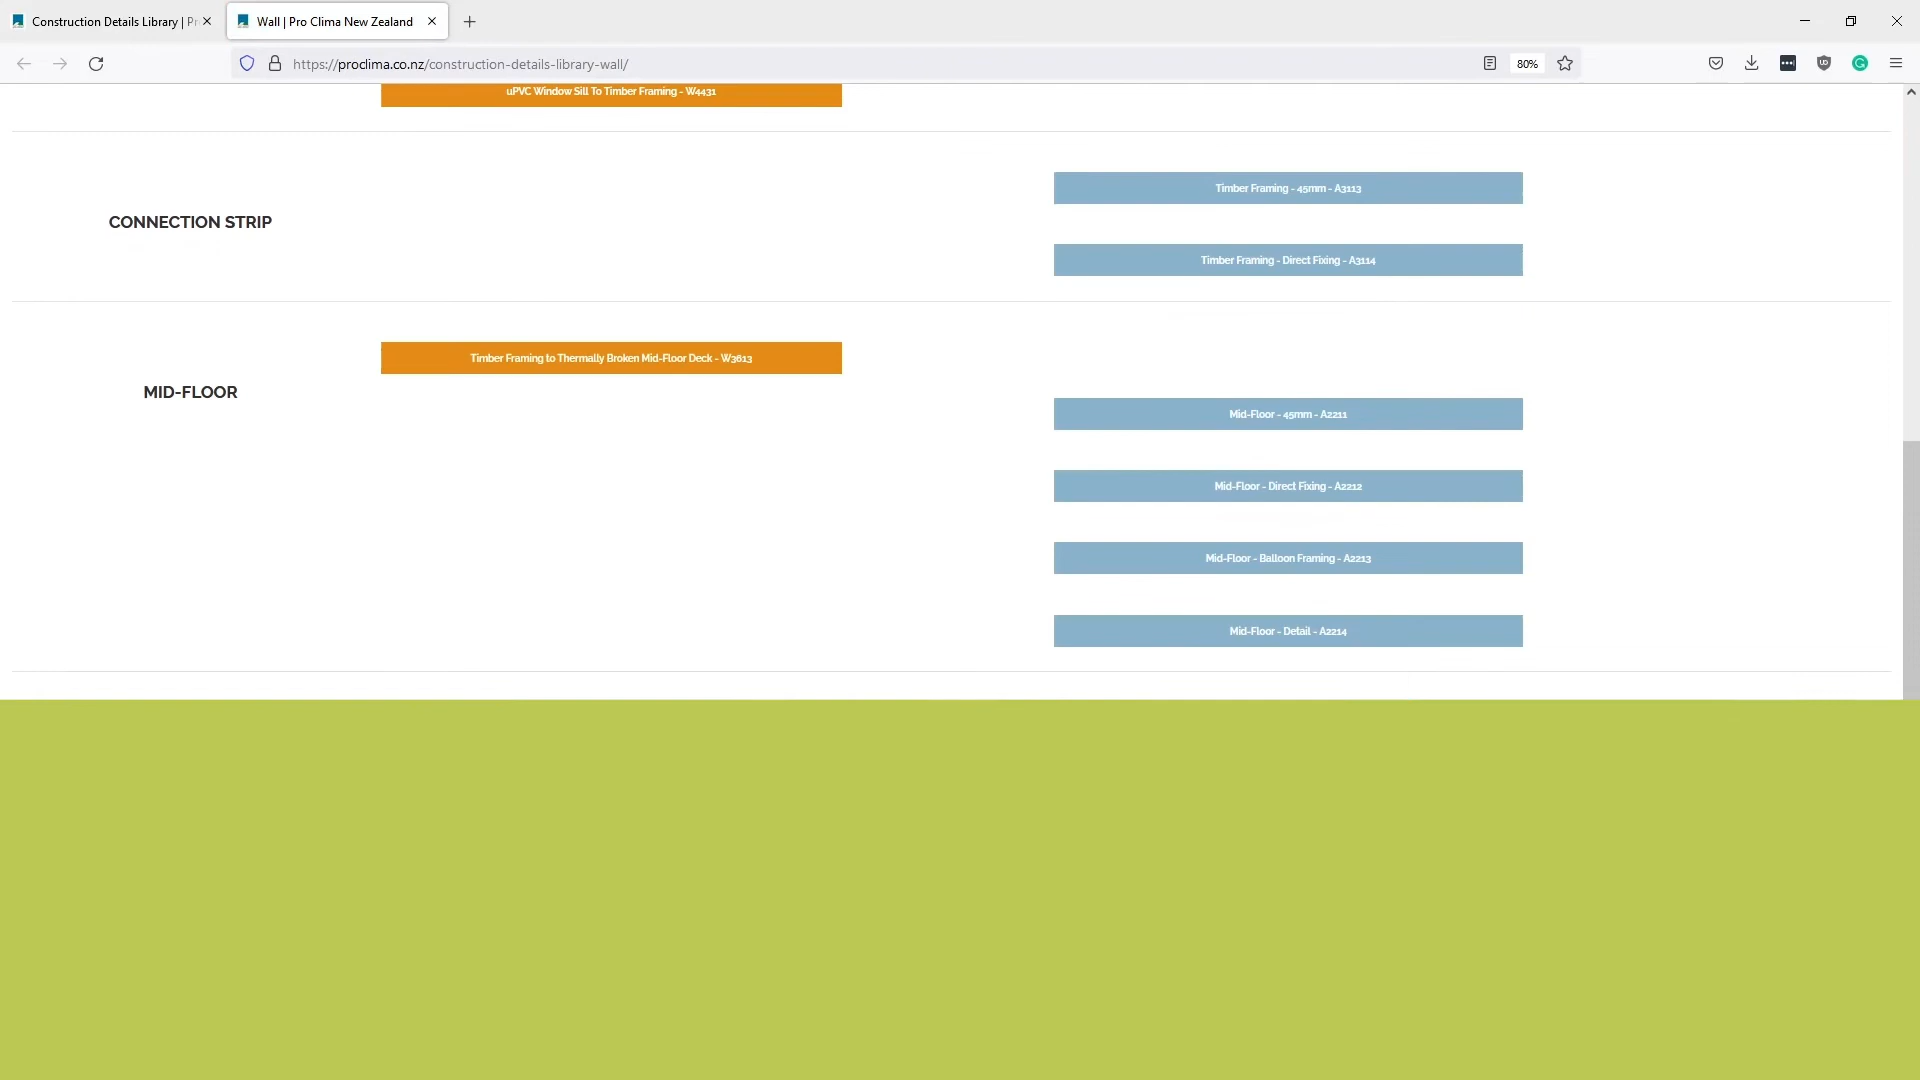 Construction Details Library | Pr
Wall | Pro Clima New Zealand
https://proclima.co.nz/construction-details-library-wall/
80%
uPVC Window Sill To Timber Framing - W4431
CONNECTION STRIP
Timber Framing - 45mm - A3113
Timber Framing - Direct Fixing - A3114
MID-FLOOR
Timber Framing to Thermally Broken Mid-Floor Deck - W3613
Mid-Floor - 45mm - A2211
Mid-Floor - Direct Fixing - A2212
Mid-Floor - Balloon Framing - A2213
Mid-Floor - Detail - A2214